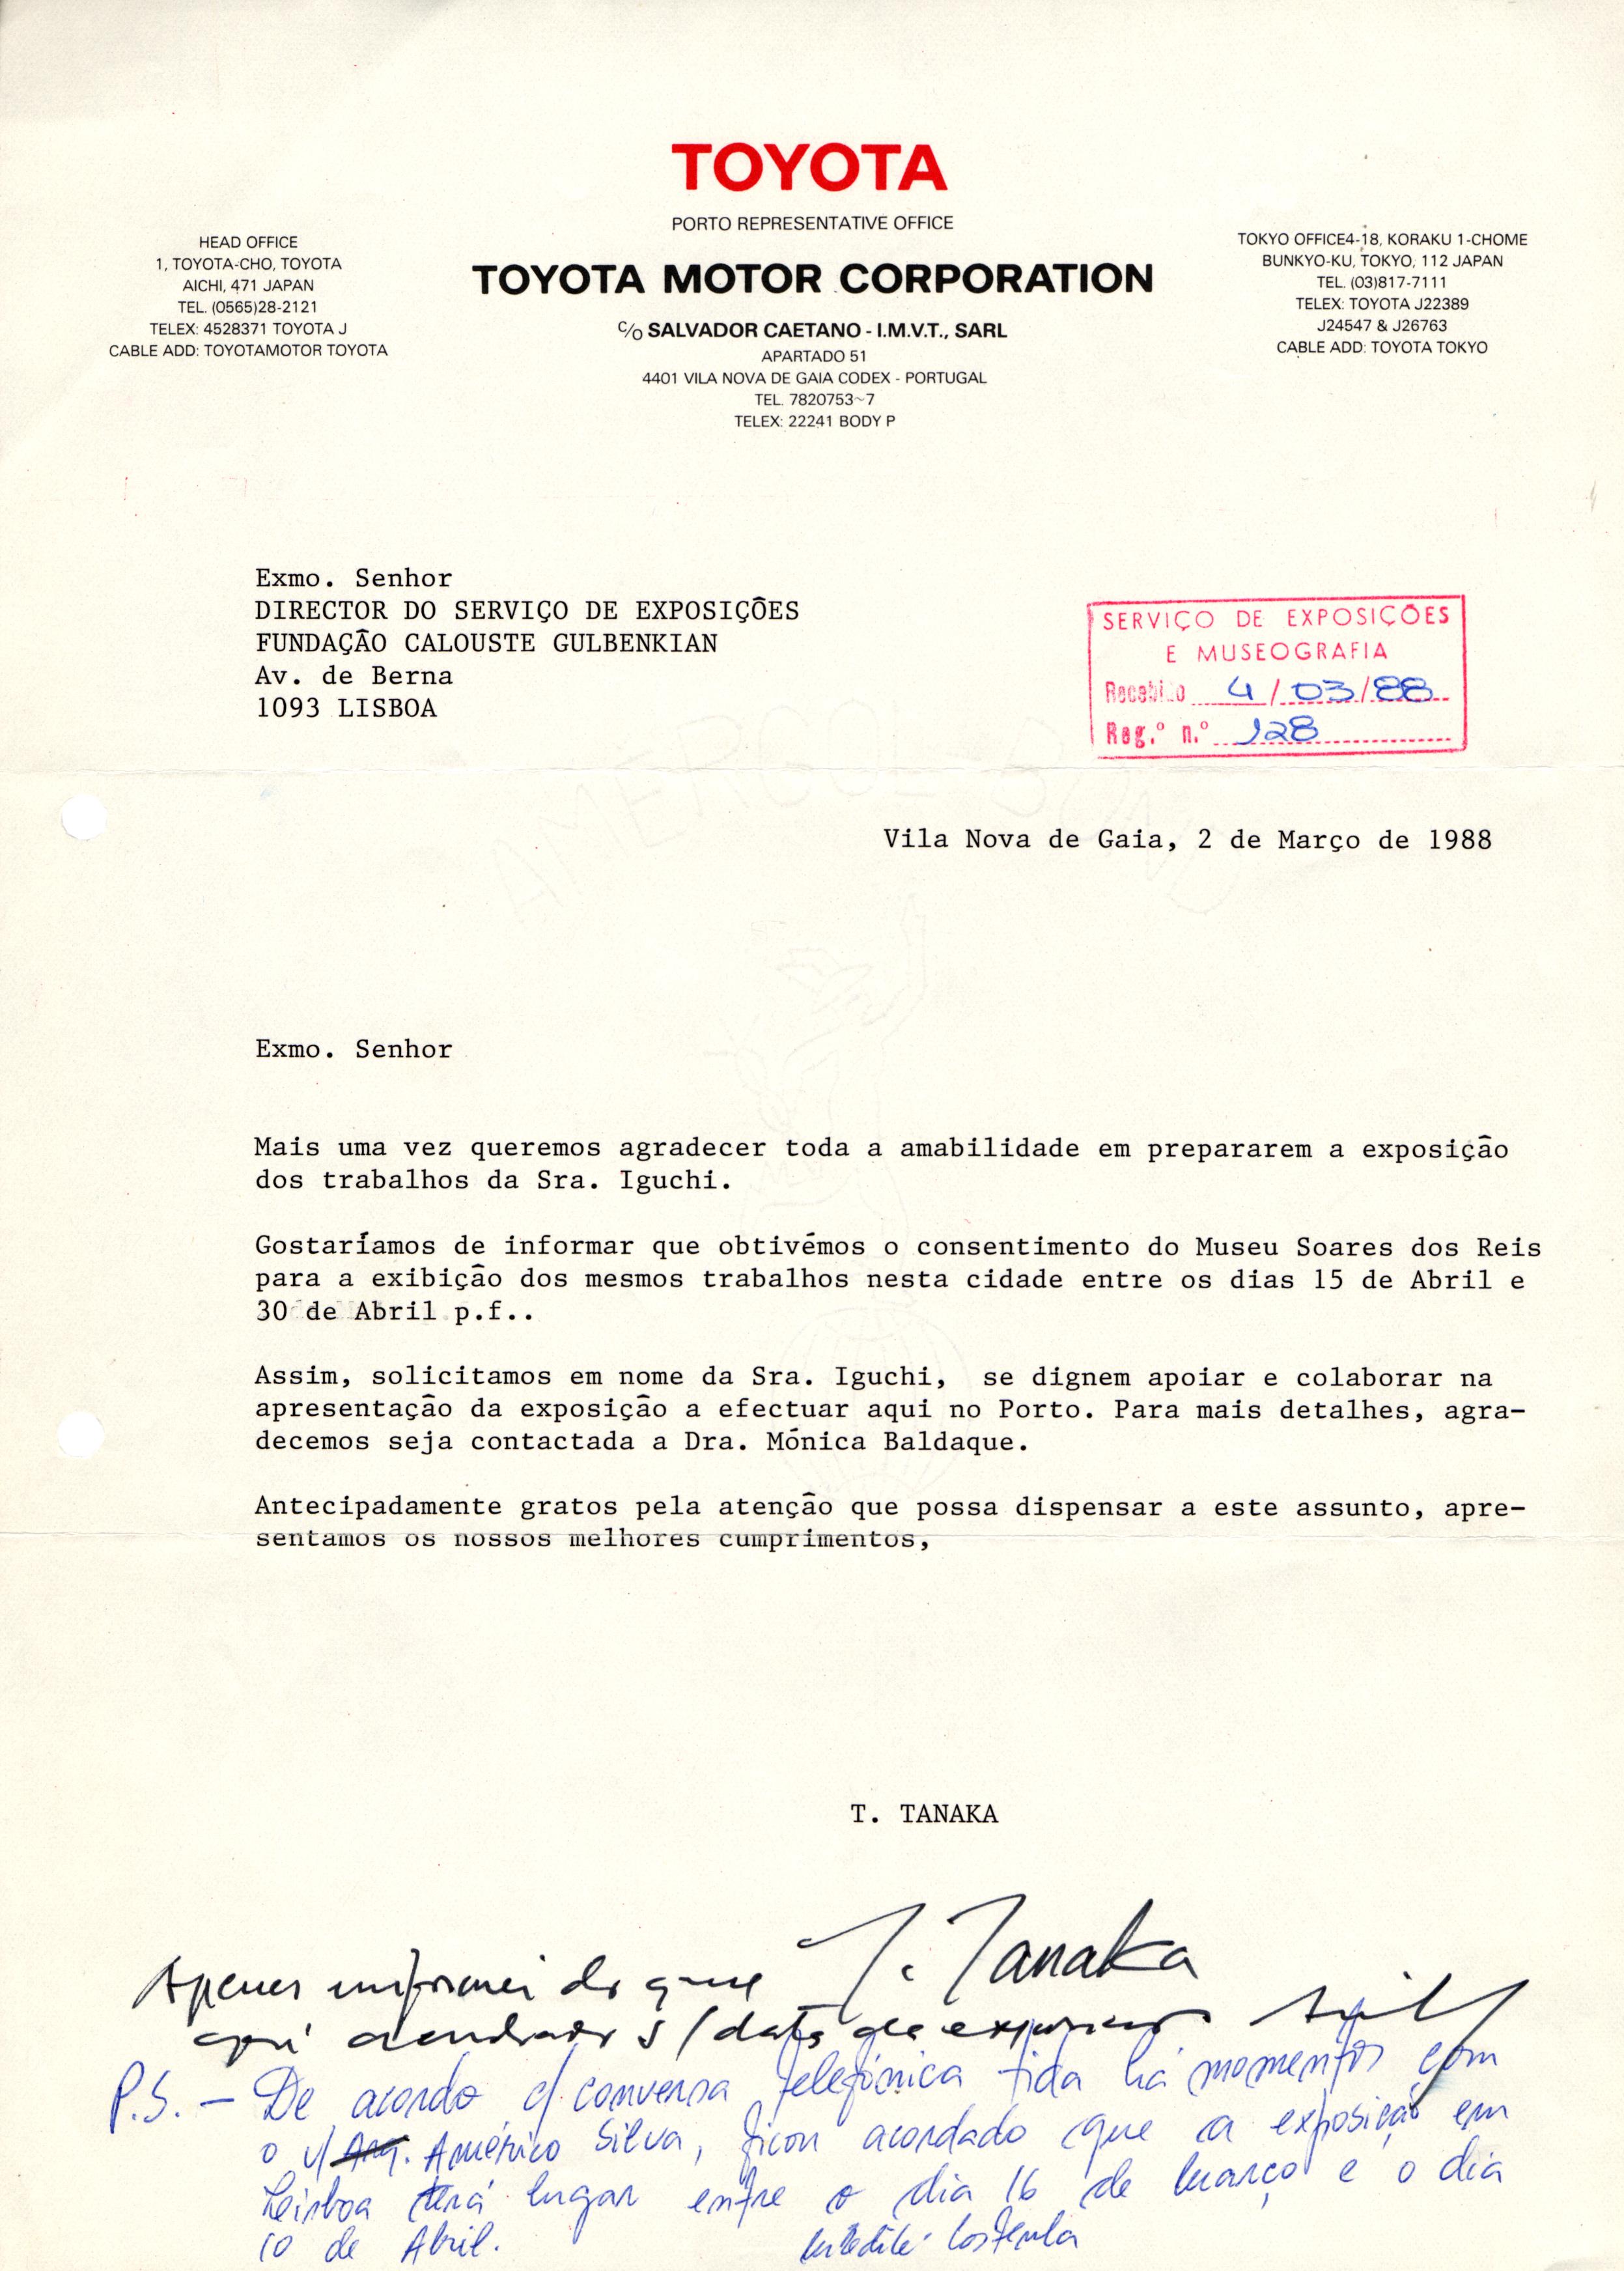 TOYOTA
PORTO REPRESENTATIVE OFFICE
TOYOTA MOTOR CORPORATION
C/O SALVADOR CAETANO - I.M.V.T., SARL
APARTADO 51
4401 VILA NOVA DE GAIA CODEX - PORTUGAL
TEL. 7820753~7
TELEX: 22241 BODY P
HEAD OFFICE
1, TOYOTA-CHO, TOYOTA
AICHI, 471 JAPAN
TEL. (0565)28-2121
TELEX: 4528371 TOYOTA J
CABLE ADD: TOYOTAMOTOR TOYOTA
TOKYO OFFICE4-18, KORAKU 1-CHOME
BUNKYO-KU, TOKYO, 112 JAPAN
TEL. (03)817-7111
TELEX: TOYOTA J22389
J24547 & J26763
CABLE ADD: TOYOTA TOKYO
Exmo. Senhor
DIRECTOR DO SERVIÇO DE EXPOSIÇÕES
FUNDAÇÃO CALOUSTE GULBENKIAN
Av. de Berna
1093 LISBOA
SERVIÇO DE EXPOSIÇÕES
E MUSEOGRAFIA
Recebido 4/03/88
Reg.º n.º 128
Vila Nova de Gaia, 2 de Março de 1988
Exmo. Senhor
Mais uma vez queremos agradecer toda a amabilidade em prepararem a exposição
dos trabalhos da Sra. Iguchi.
Gostaríamos de informar que obtivémos o consentimento do Museu Soares dos Reis
para a exibição dos mesmos trabalhos nesta cidade entre os dias 15 de Abril e
30 de Abril p.f..
Assim, solicitamos em nome da Sra. Iguchi, se dignem apoiar e colaborar na
apresentação da exposição a efectuar aqui no Porto. Para mais detalhes, agra-
decemos seja contactada a Dra. Mónica Baldaque.
Antecipadamente gratos pela atenção que possa dispensar a este assunto, apre-
sentamos os nossos melhores cumprimentos,
T. TANAKA
T. Tanaka
Apenas informei do que
s/ data da exposição
P.S. - De acordo c/ conversa telefónica tida há momentos com
o v/ Arq. Américo Silva, ficou acordado que a exposição em
Lisboa terá lugar entre o dia 16 de Março e o dia
10 de Abril.